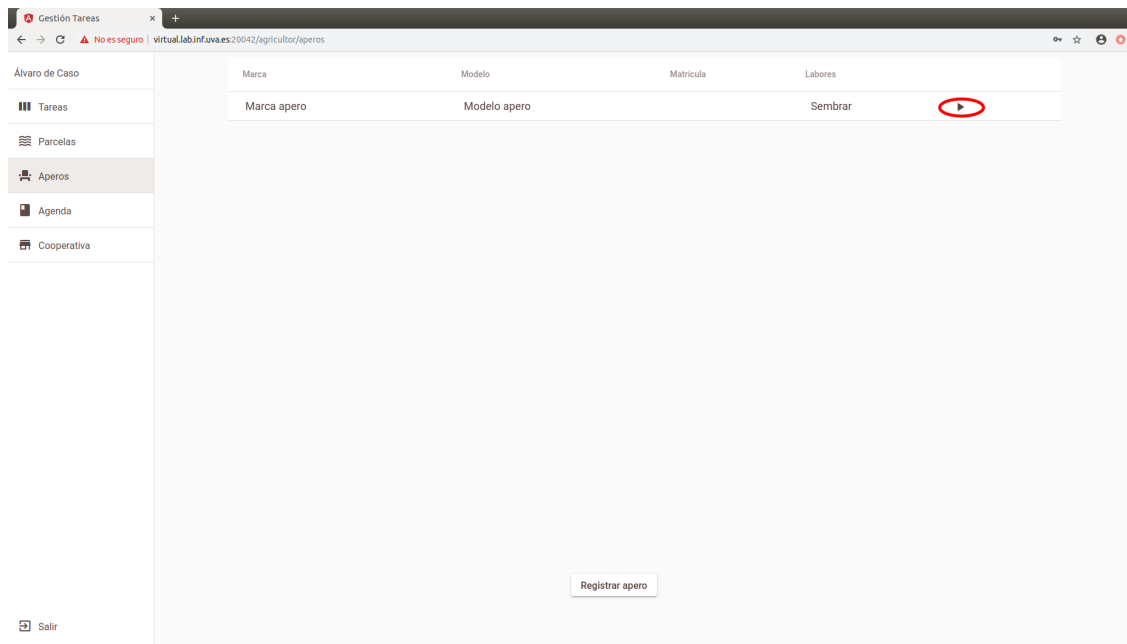 Gestión Tareas
No es seguro | virtual.lab.inf.uva.es:20042/agricultor/aperos
Álvaro de Caso
Tareas
Parcelas
Aperos
Agenda
Cooperativa
Salir
Marca Modelo Matrícula Labores
Marca apero Modelo apero Sembrar
Registrar apero